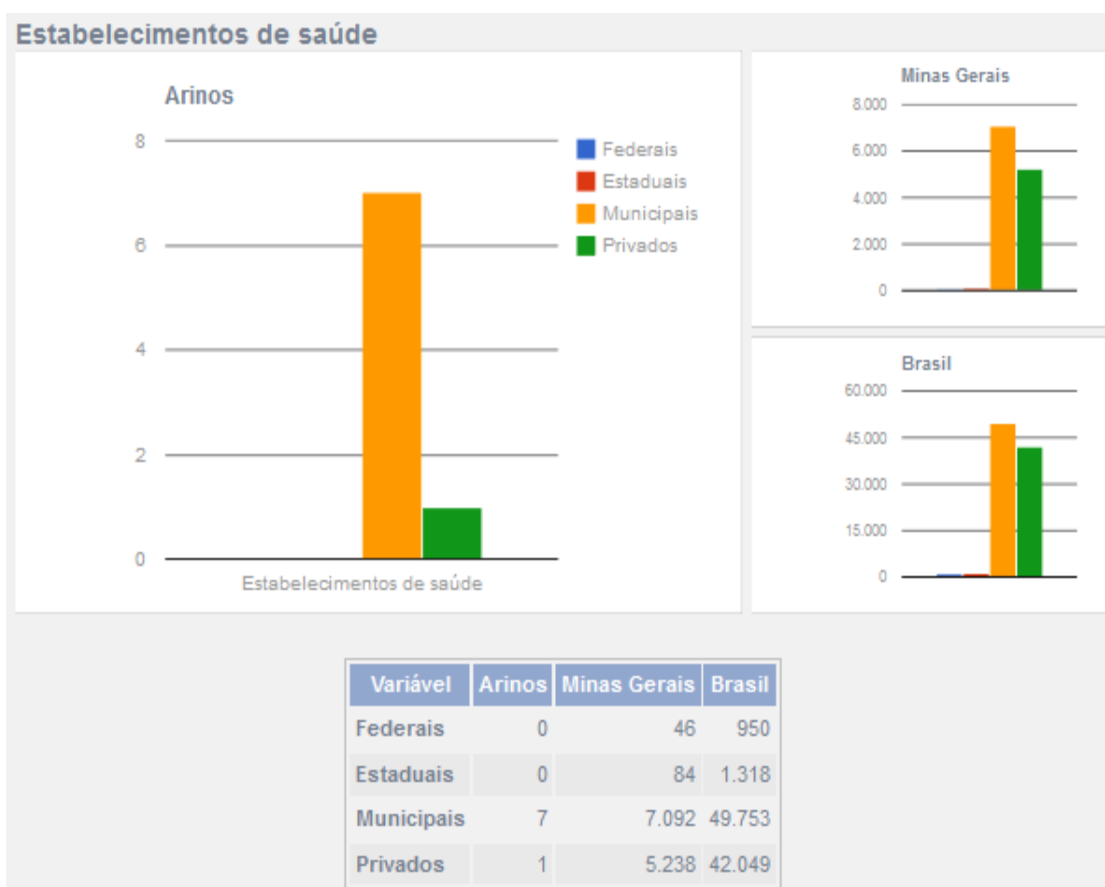 Estabelecimentos de saúde
Arinos
8
6
4
2
0
Estabelecimentos de saúde
Federais
Estaduais
Municipais
Privados
Minas Gerais
8.000
6.000
4.000
2.000
0
Brasil
60.000
45.000
30.000
15.000
0
Variável Arinos Minas Gerais Brasil
Federais 0 46 950
Estaduais 0 84 1.318
Municipais 7 7.092 49.753
Privados 1 5.238 42.049